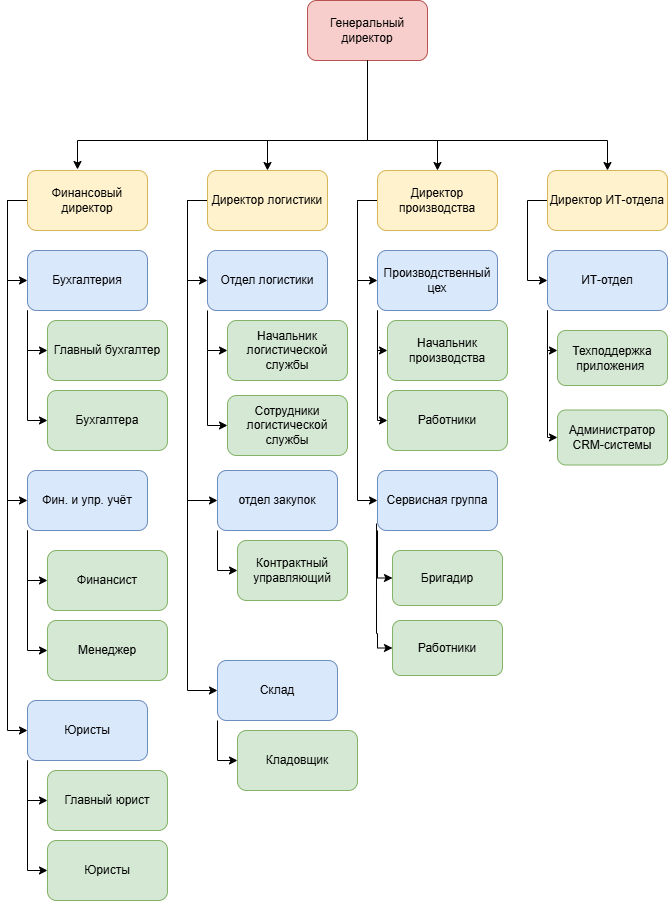 Генеральный
директор
Финансовый
директор
Директор логистики
Директор
производства
Директор ИТ-отдела
Бухгалтерия
Отдел логистики
Производственный
цех
ИТ-отдел
Главный бухгалтер
Начальник
логистической
службы
Начальник
производства
Техподдержка
приложения
Бухгалтера
Сотрудники
логистической
службы
Работники
Администратор
CRM-системы
Фин. и упр. учёт
отдел закупок
Сервисная группа
Финансист
Контрактный
управляющий
Бригадир
Менеджер
Работники
Юристы
Склад
Главный юрист
Кладовщик
Юристы